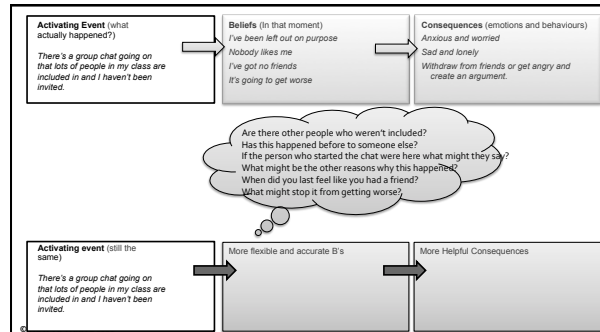 Activating Event (what
actually happened?)
There's a group chat going on
that lots of people in my class are
included in and I haven't been
invited.
Beliefs (In that moment)
I've been left out on purpose
Nobody likes me
I've got no friends
It's going to get worse
Consequences (emotions and behaviours)
Anxious and worried
Sad and lonely
Withdraw from friends or get angry and
create an argument.
Are there other people who weren't included?
Has this happened before to someone else?
If the person who started the chat were here what might they say?
What might be the other reasons why this happened?
When did you last feel like you had a friend?
What might stop it from getting worse?
Activating event (still the
same)
There's a group chat going on
that lots of people in my class are
included in and I haven't been
invited.
More flexible and accurate B's
More Helpful Consequences
©